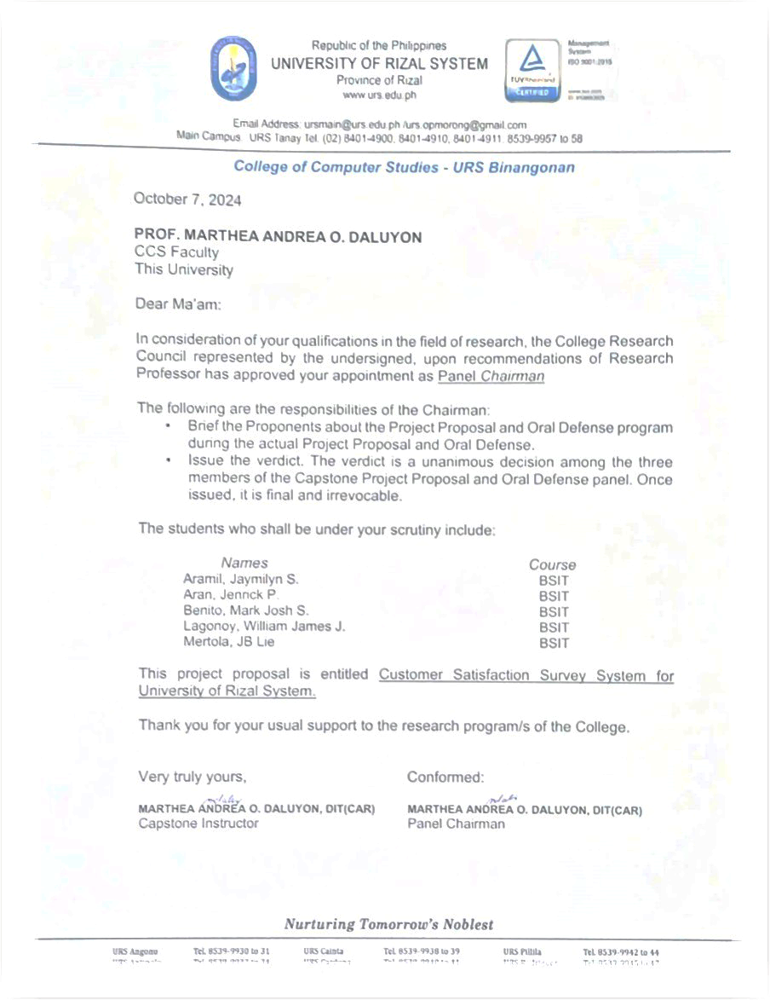 Republic of the Philippines
UNIVERSITY OF RIZAL SYSTEM
Province of Rizal
www.urs.edu.ph
Management
System
ISO 9001:2015
TUVRheinland
CERTIFIED
Email Address: ursmain@urs.edu.ph /urs.opmorong@gmail.com
Main Campus: URS Tanay Tel. (02) 8401-4900, 8401-4910, 8401-4911, 8539-9957 to 58
College of Computer Studies - URS Binangonan
October 7, 2024
PROF. MARTHEA ANDREA O. DALUYON
CCS Faculty
This University
Dear Ma'am:
In consideration of your qualifications in the field of research, the College Research
Council represented by the undersigned, upon recommendations of Research
Professor has approved your appointment as Panel Chairman
The following are the responsibilities of the Chairman:
• Brief the Proponents about the Project Proposal and Oral Defense program
during the actual Project Proposal and Oral Defense.
• Issue the verdict. The verdict is a unanimous decision among the three
members of the Capstone Project Proposal and Oral Defense panel. Once
issued, it is final and irrevocable.
The students who shall be under your scrutiny include:
Names Course
Aramil, Jaymilyn S. BSIT
Aran, Jenrick P. BSIT
Benito, Mark Josh S. BSIT
Lagonoy, William James J. BSIT
Mertola, JB Lie BSIT
This project proposal is entitled Customer Satisfaction Survey System for
University of Rizal System.
Thank you for your usual support to the research program/s of the College.
Very truly yours, Conformed:
MARTHEA ANDREA O. DALUYON, DIT(CAR) MARTHEA ANDREA O. DALUYON, DIT(CAR)
Capstone Instructor Panel Chairman
Nurturing Tomorrow's Noblest
URS Angono Tel. 8539-9930 to 31 URS Cainta Tel. 8539-9938 to 39 URS Pililla Tel. 8539-9942 to 44